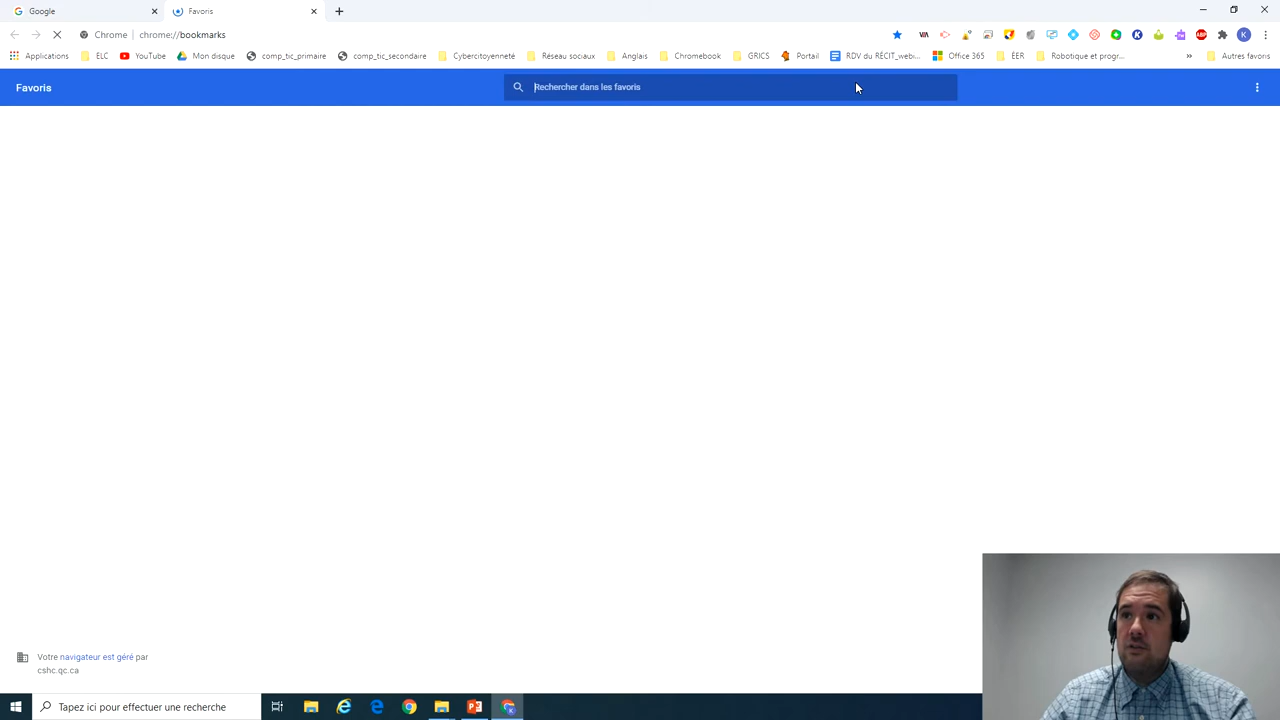 Google
Favoris
Chrome chrome://bookmarks
Applications ELC YouTube Mon disque comp_tic_primaire comp_tic_secondaire Cybercitoyenneté Réseau sociaux Anglais Chromebook GRICS Portail RDV du RÉCIT_webi... Office 365 ÉER Robotique et progr... » Autres favoris
Favoris Rechercher dans les favoris
Votre navigateur est géré par
cshc.qc.ca
Tapez ici pour effectuer une recherche